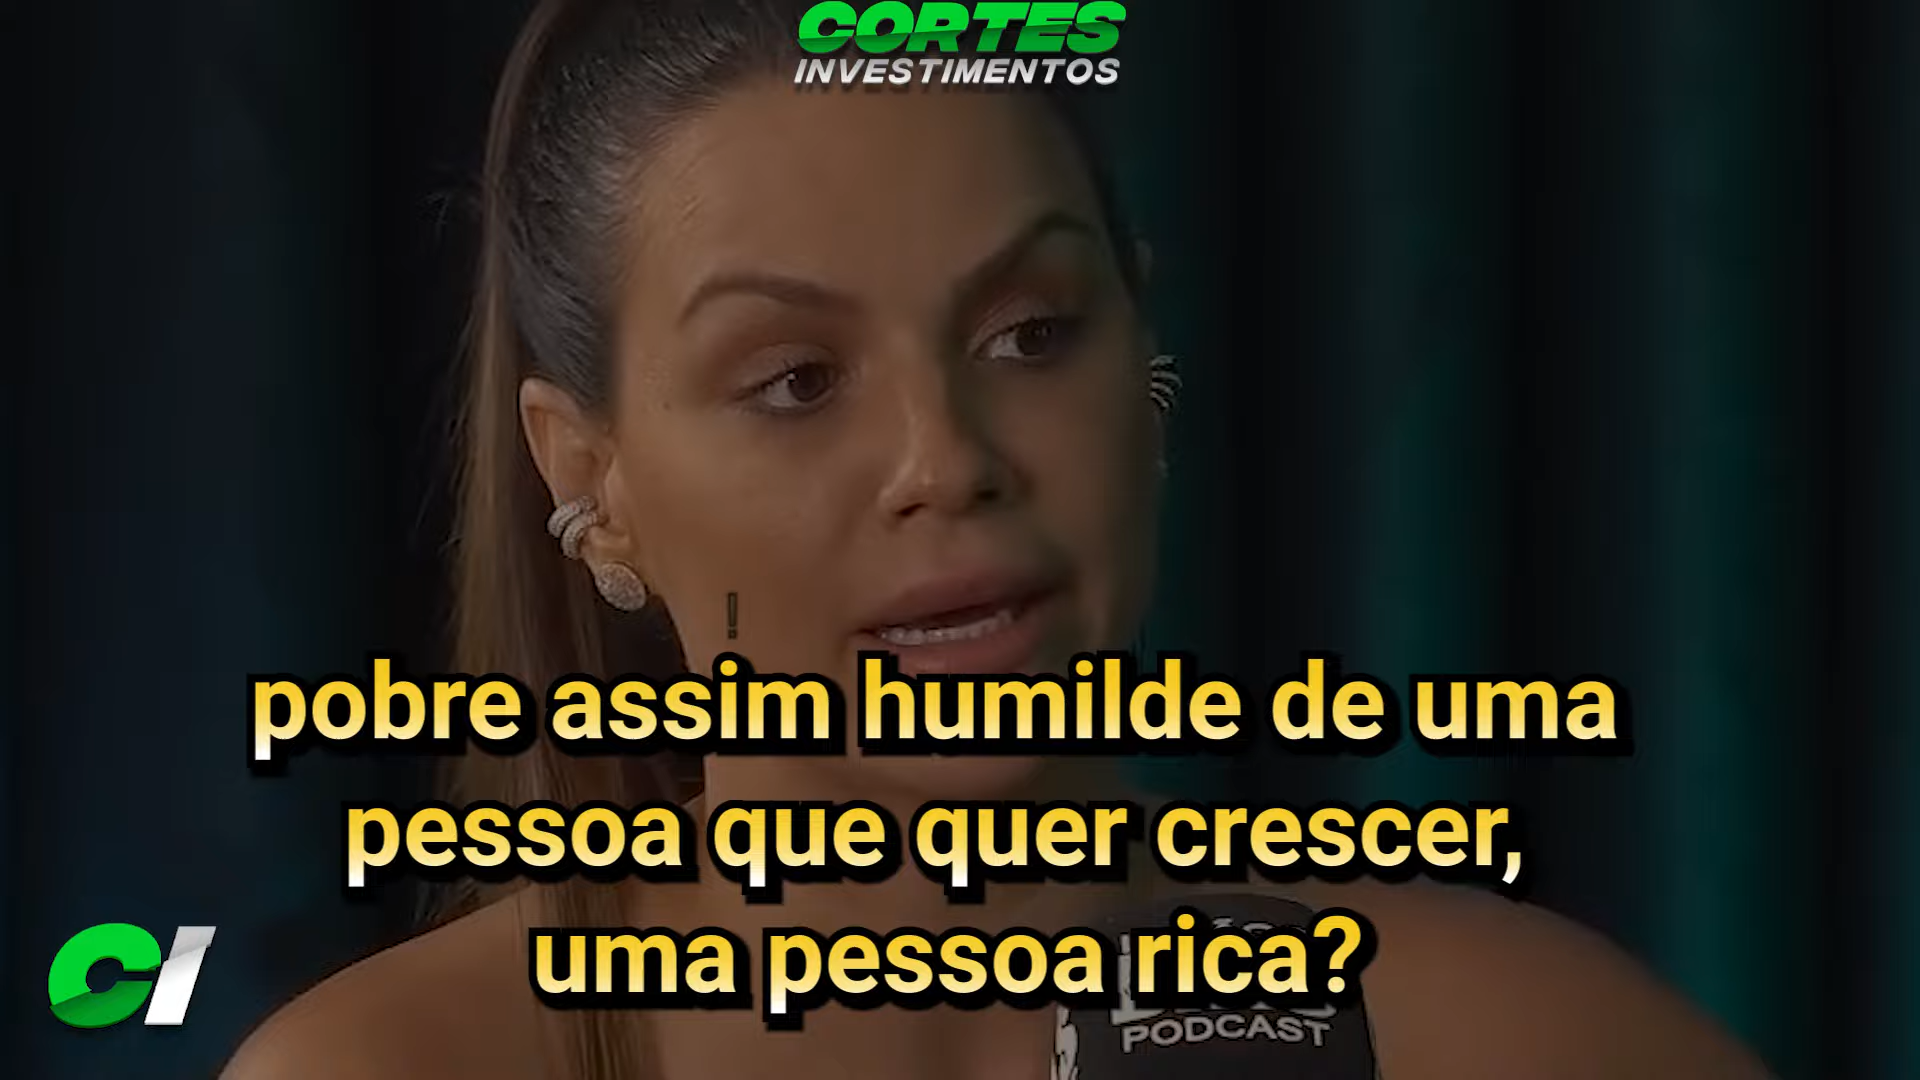 CORTES
INVESTIMENTOS
!
pobre assim humilde de uma
pessoa que quer crescer,
uma pessoa rica?
CI
PODCAST